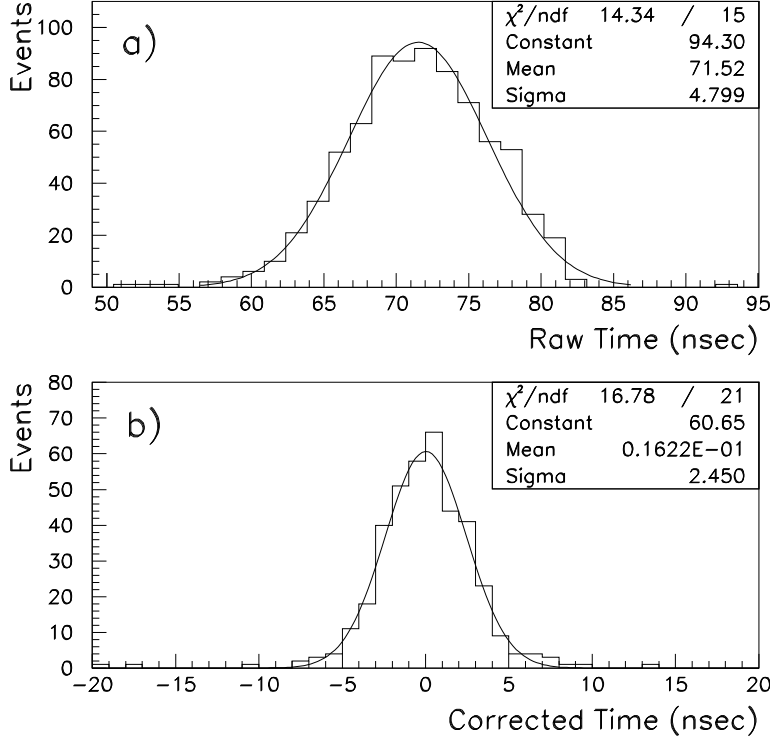 Events
100
80
60
40
20
0
a)
χ²/ndf 14.34 / 15
Constant 94.30
Mean 71.52
Sigma 4.799
50 55 60 65 70 75 80 85 90 95
Raw Time (nsec)
Events
80
70
60
50
40
30
20
10
0
b)
χ²/ndf 16.78 / 21
Constant 60.65
Mean 0.1622E−01
Sigma 2.450
−20 −15 −10 −5 0 5 10 15 20
Corrected Time (nsec)